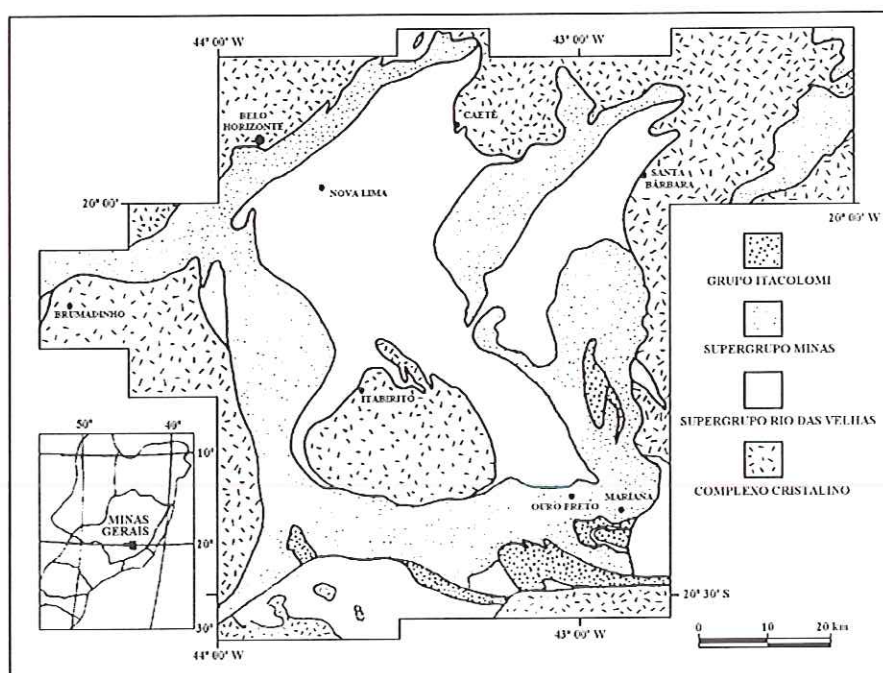 44° 00' W
43° 00' W
BELO
HORIZONTE
CAETÉ
SANTA
BÁRBARA
NOVA LIMA
20° 00'
20° 00' W
GRUPO ITACOLOMI
BRUMADINHO
SUPERGRUPO MINAS
ITABIRITO
SUPERGRUPO RIO DAS VELHAS
50°
40°
10°
COMPLEXO CRISTALINO
OURO PRETO
MARIANA
MINAS
GERAIS
20°
20° 30' S
30°
44° 00' W
43° 00' W
0 10 20 km